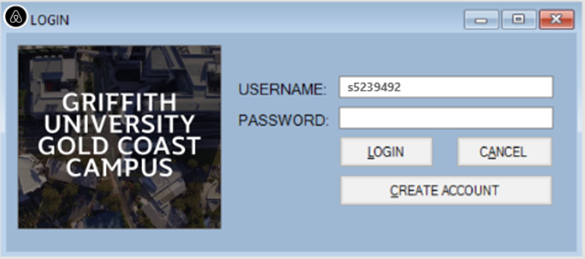 LOGIN
GRIFFITH
UNIVERSITY
GOLD COAST
CAMPUS
USERNAME: s5239492
PASSWORD:
LOGIN CANCEL
CREATE ACCOUNT